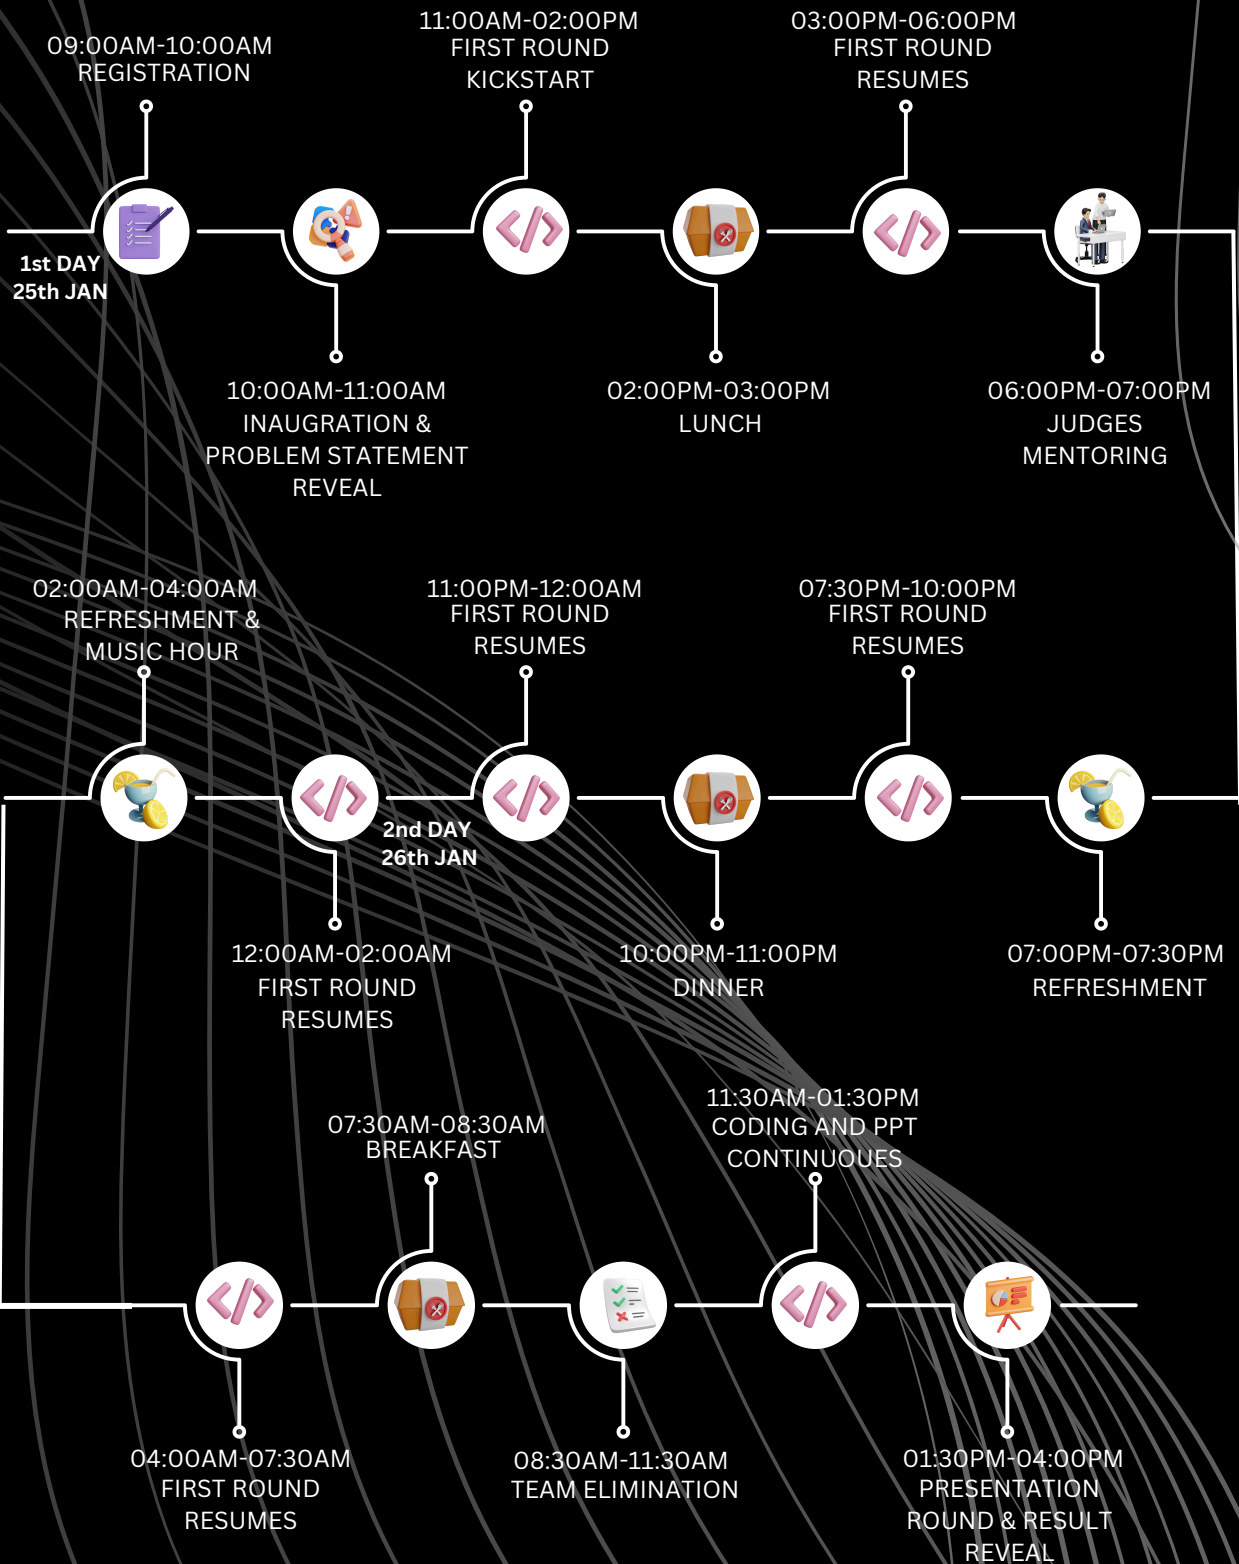 09:00AM-10:00AM
REGISTRATION
11:00AM-02:00PM
FIRST ROUND
KICKSTART
03:00PM-06:00PM
FIRST ROUND
RESUMES
1st DAY
25th JAN
10:00AM-11:00AM
INAUGRATION &
PROBLEM STATEMENT
REVEAL
02:00PM-03:00PM
LUNCH
06:00PM-07:00PM
JUDGES
MENTORING
02:00AM-04:00AM
REFRESHMENT &
MUSIC HOUR
11:00PM-12:00AM
FIRST ROUND
RESUMES
07:30PM-10:00PM
FIRST ROUND
RESUMES
2nd DAY
26th JAN
12:00AM-02:00AM
FIRST ROUND
RESUMES
10:00PM-11:00PM
DINNER
07:00PM-07:30PM
REFRESHMENT
07:30AM-08:30AM
BREAKFAST
11:30AM-01:30PM
CODING AND PPT
CONTINUOUES
04:00AM-07:30AM
FIRST ROUND
RESUMES
08:30AM-11:30AM
TEAM ELIMINATION
01:30PM-04:00PM
PRESENTATION
ROUND & RESULT
REVEAL